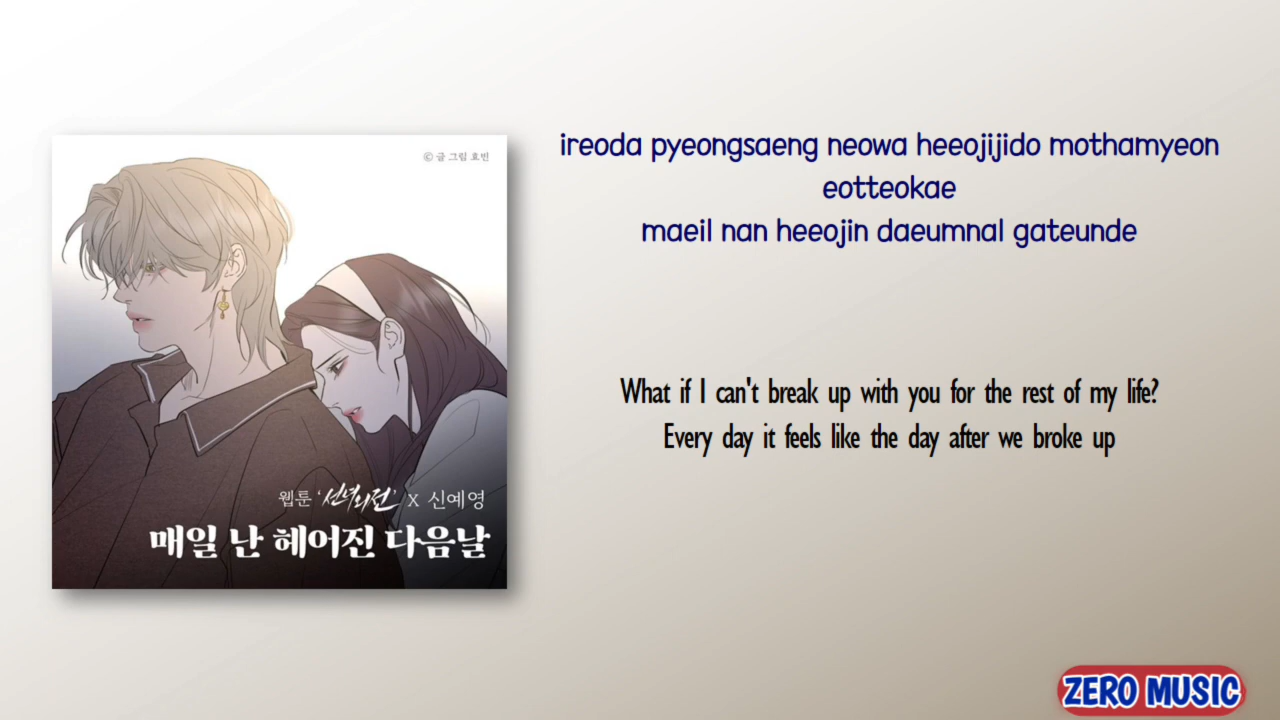 © 글 그림 효빈
웹툰 '선녀외전' X 신예영
매일 난 헤어진 다음날
ireoda pyeongsaeng neowa heeojijido mothamyeon
eotteokae
maeil nan heeojin daeumnal gateunde
What if I can't break up with you for the rest of my life?
Every day it feels like the day after we broke up
ZERO MUSIC